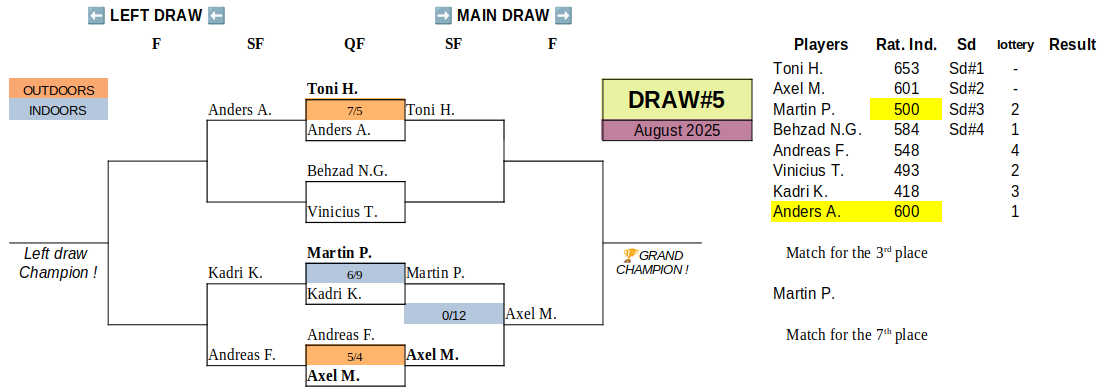 ⬅️ LEFT DRAW ⬅️ ➡️ MAIN DRAW ➡️
F SF QF SF F
Players Rat. Ind. Sd lottery Result
Toni H. 653 Sd#1 -
OUTDOORS Toni H. DRAW#5 Axel M. 601 Sd#2 -
INDOORS Anders A. 7/5 Toni H. Martin P. 500 Sd#3 2
Anders A. August 2025 Behzad N.G. 584 Sd#4 1
Andreas F. 548 4
Behzad N.G. Vinicius T. 493 2
Kadri K. 418 3
Vinicius T. Anders A. 600 1
Left draw Martin P. 🏆GRAND Match for the 3rd place
Champion ! Kadri K. 6/9 Martin P. CHAMPION !
Kadri K. Martin P.
0/12 Axel M.
Andreas F. Match for the 7th place
Andreas F. 5/4 Axel M.
Axel M.